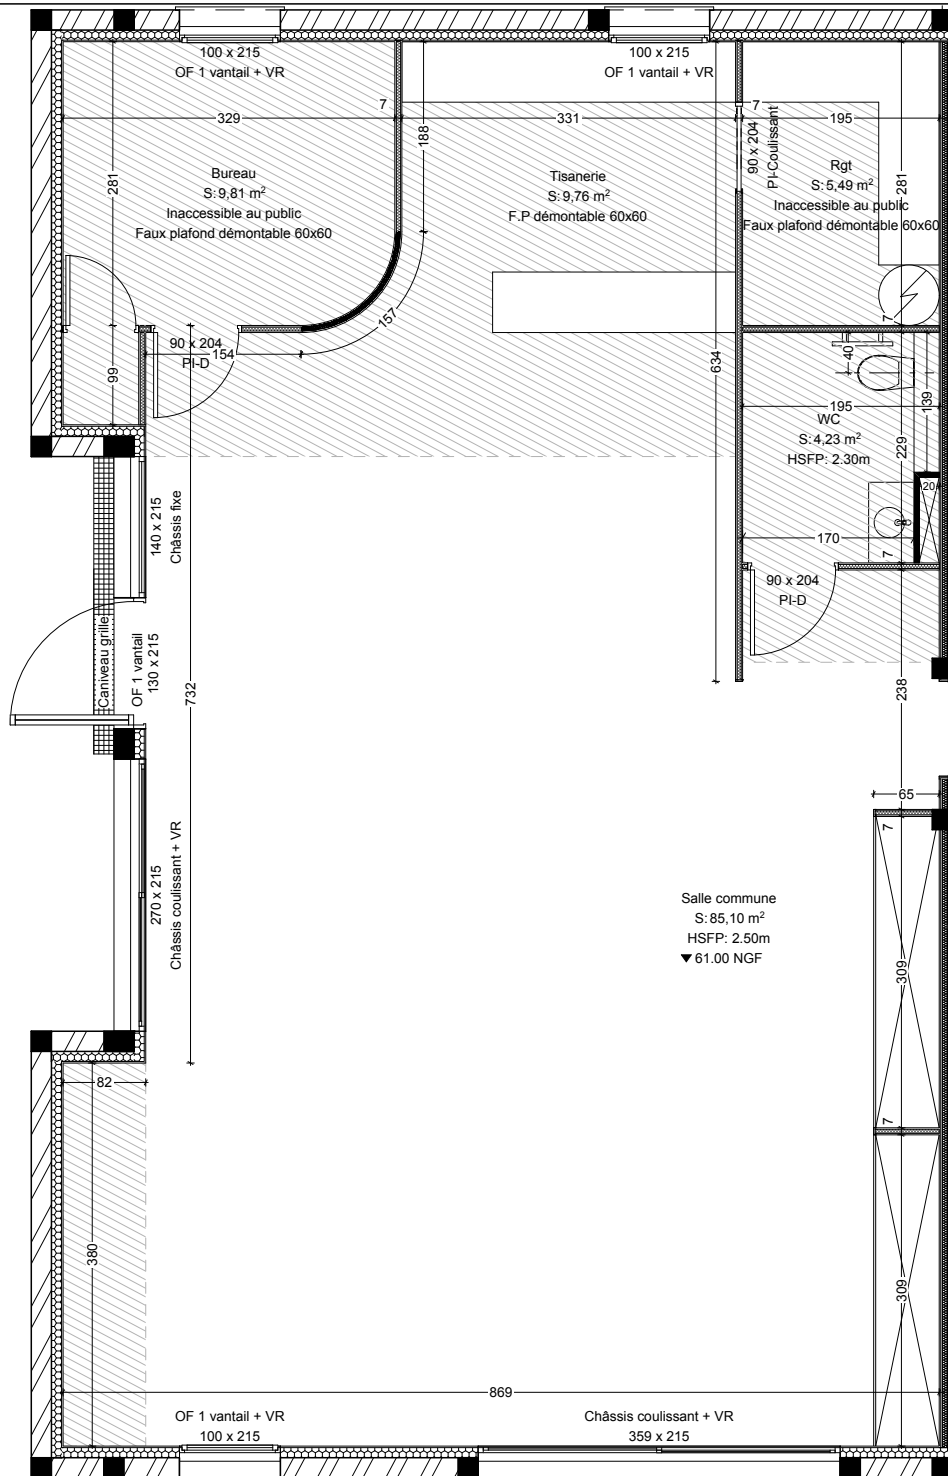 100 x 215
OF 1 vantail + VR
100 x 215
OF 1 vantail + VR
7
7
329
331
195
188
90 x 204
PI-Coulissant
281
281
Bureau
S: 9,81 m²
Inaccessible au public
Faux plafond démontable 60x60
Tisanerie
S: 9,76 m²
F.P démontable 60x60
Rgt
S: 5,49 m²
Inaccessible au public
Faux plafond démontable 60x60
7
157
90 x 204
154
PI-D
99
634
40
139
195
WC
S: 4,23 m²
HSFP: 2.30m
229
20
170
7
90 x 204
PI-D
140 x 215
Châssis fixe
Caniveau grille
OF 1 vantail
130 x 215
732
238
65
7
270 x 215
Châssis coulissant + VR
Salle commune
S: 85,10 m²
HSFP: 2.50m
61.00 NGF
309
7
82
380
309
869
OF 1 vantail + VR
100 x 215
Châssis coulissant + VR
359 x 215